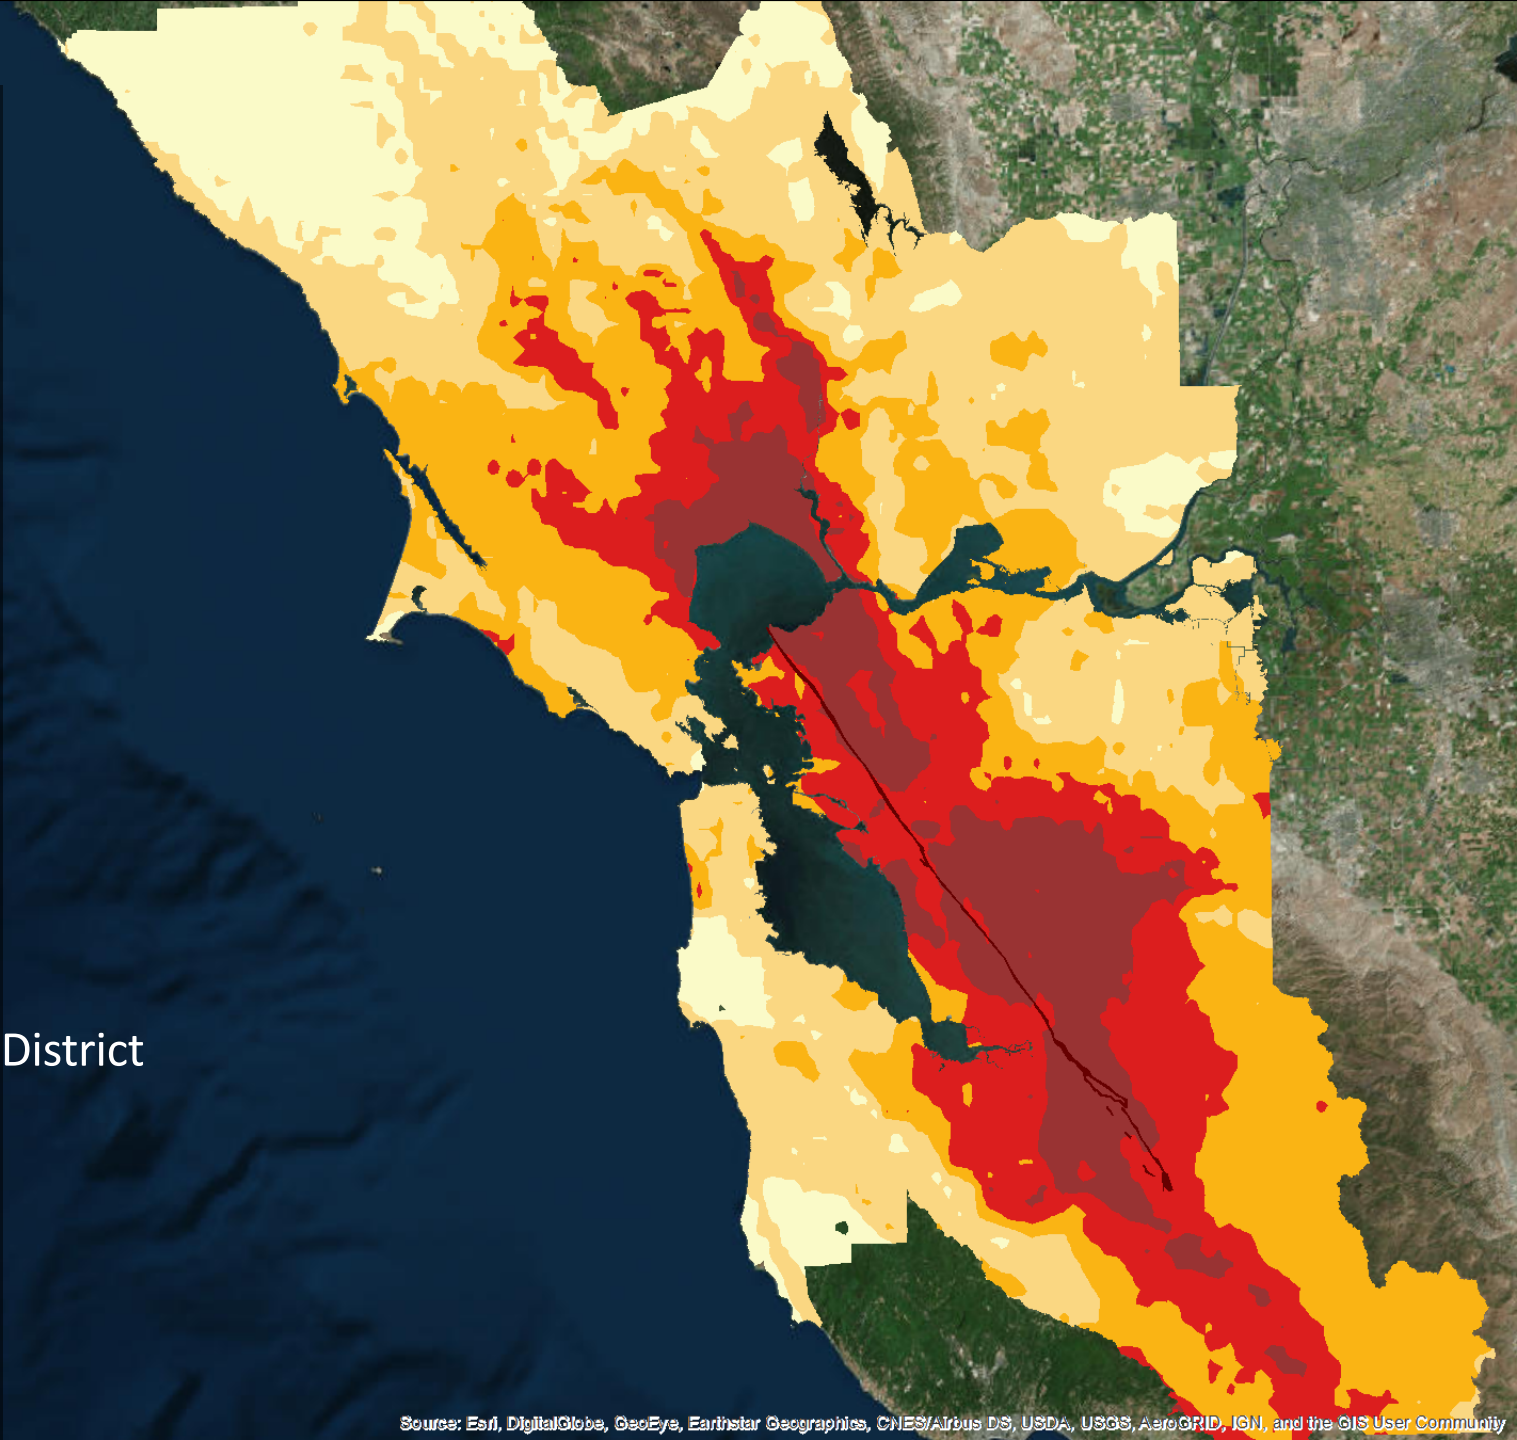 District
Source: Esri, DigitalGlobe, GeoEye, Earthstar Geographics, CNES/Airbus DS, USDA, USGS, AeroGRID, IGN, and the GIS User Community